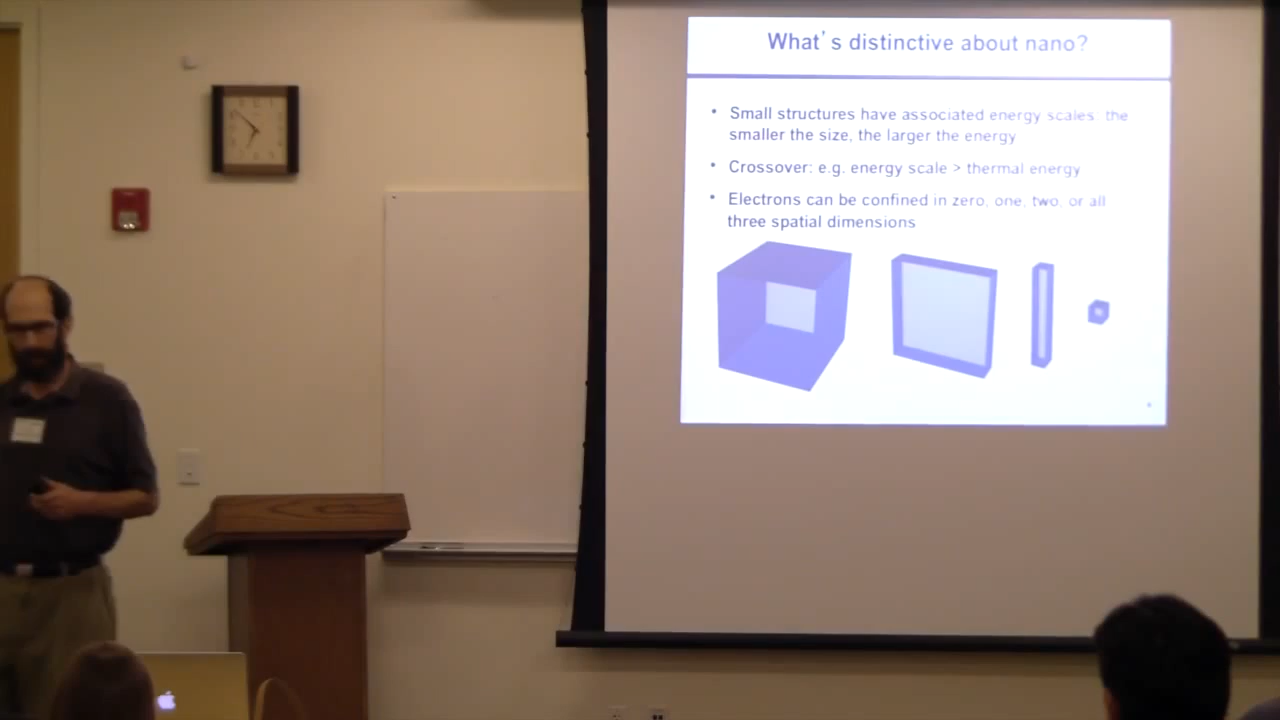 What's distinctive about nano?
• Small structures have associated energy scales: the
smaller the size, the larger the energy
• Crossover: e.g. energy scale > thermal energy
• Electrons can be confined in zero, one, two, or all
three spatial dimensions